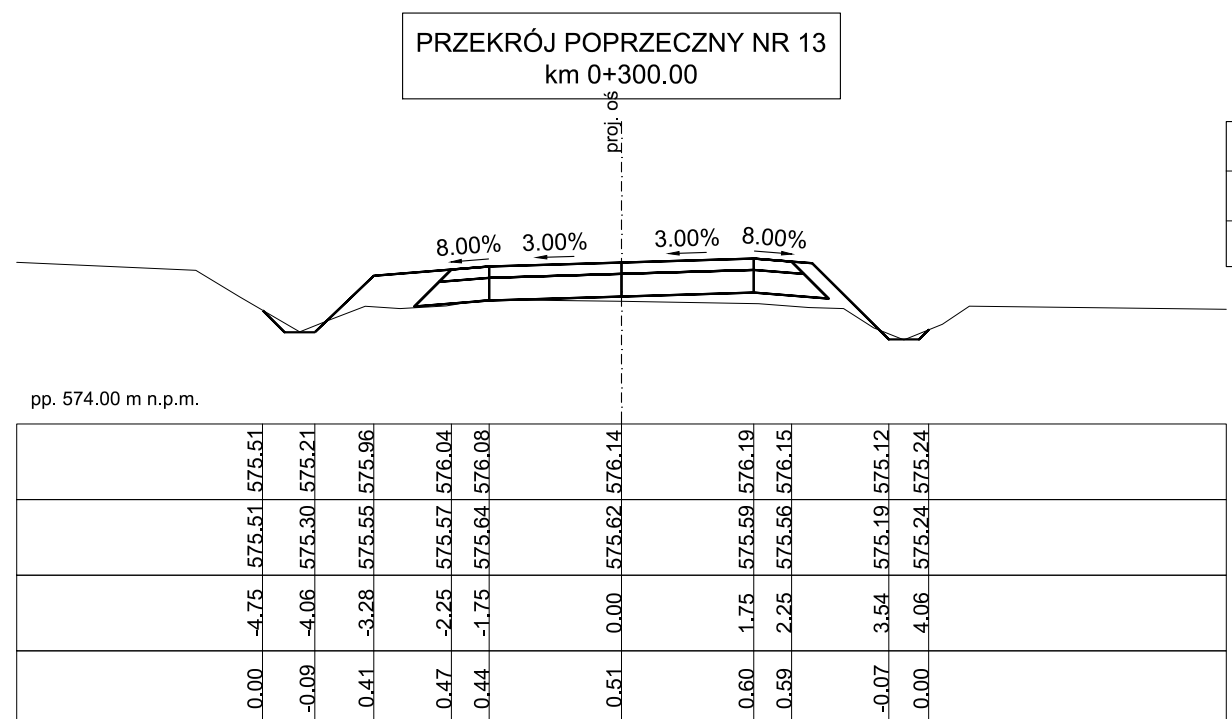 PRZEKRÓJ POPRZECZNY NR 13
km 0+300.00
proj. oś
8.00% 3.00% 3.00% 8.00%
pp. 574.00 m n.p.m.
575.51 575.21 575.96 576.04 576.08 576.14 576.19 576.15 575.12 575.24
575.51 575.30 575.55 575.57 575.64 575.62 575.59 575.56 575.19 575.24
-4.75 -4.06 -3.28 -2.25 -1.75 0.00 1.75 2.25 3.54 4.06
0.00 -0.09 0.41 0.47 0.44 0.51 0.60 0.59 -0.07 0.00